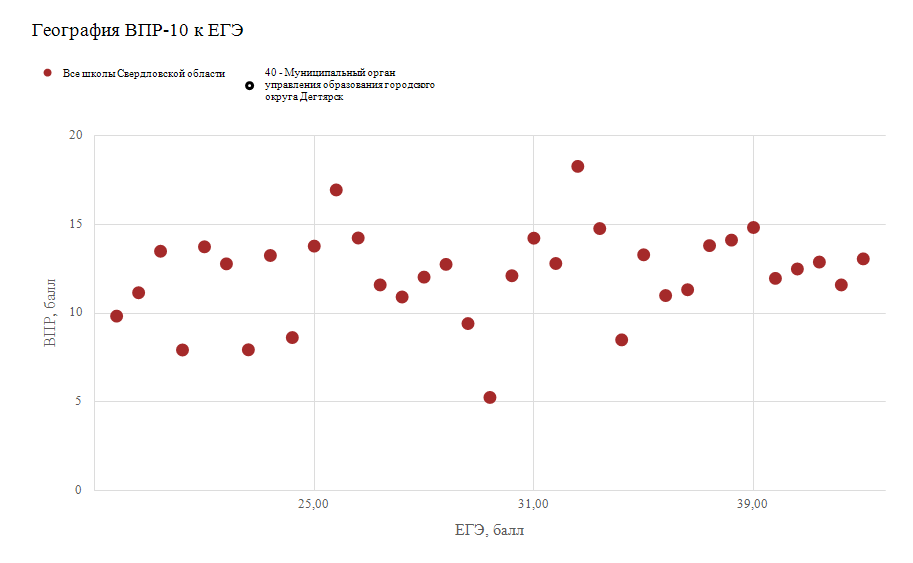 География ВПР-10 к ЕГЭ
Все школы Свердловской области
40 - Муниципальный орган
управления образования городского
округа Дегтярск
20
15
10
5
0
ВПР, балл
25,00
31,00
39,00
ЕГЭ, балл